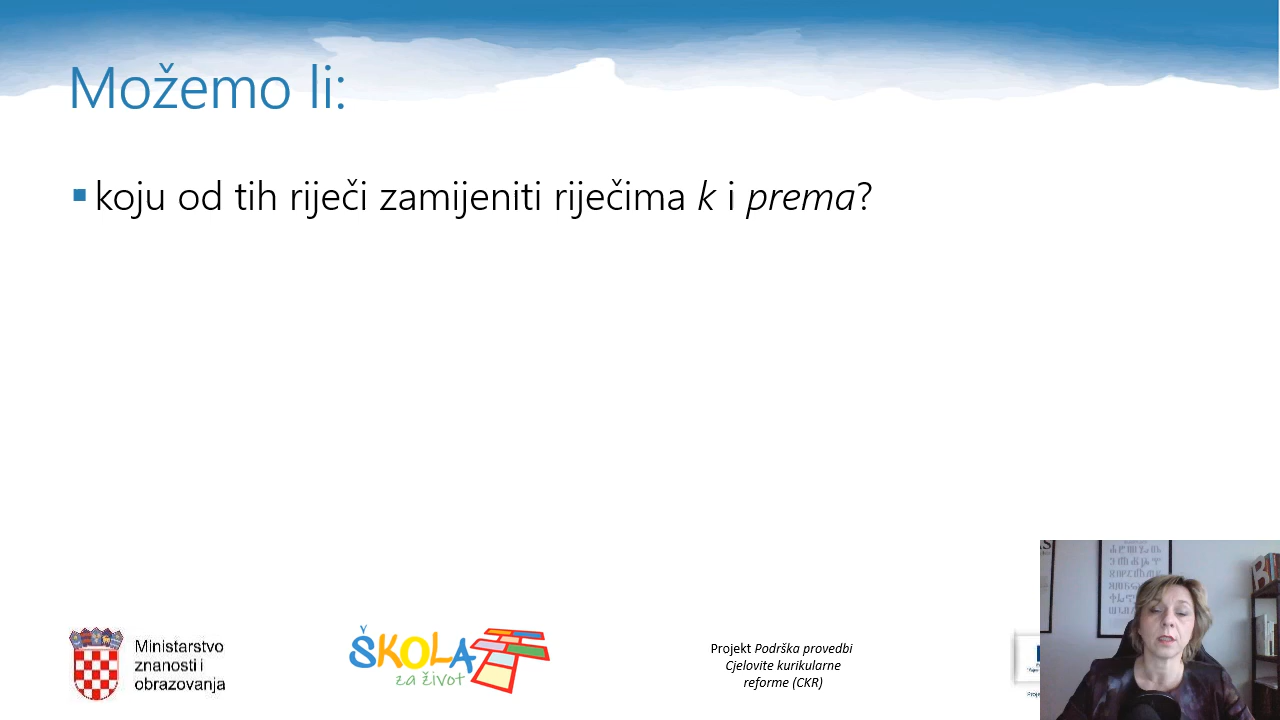 Možemo li:
koju od tih riječi zamijeniti riječima k i prema?
Ministarstvo
znanosti i
obrazovanja
ŠKOLA
za život
Projekt Podrška provedbi
Cjelovite kurikularne
reforme (CKR)